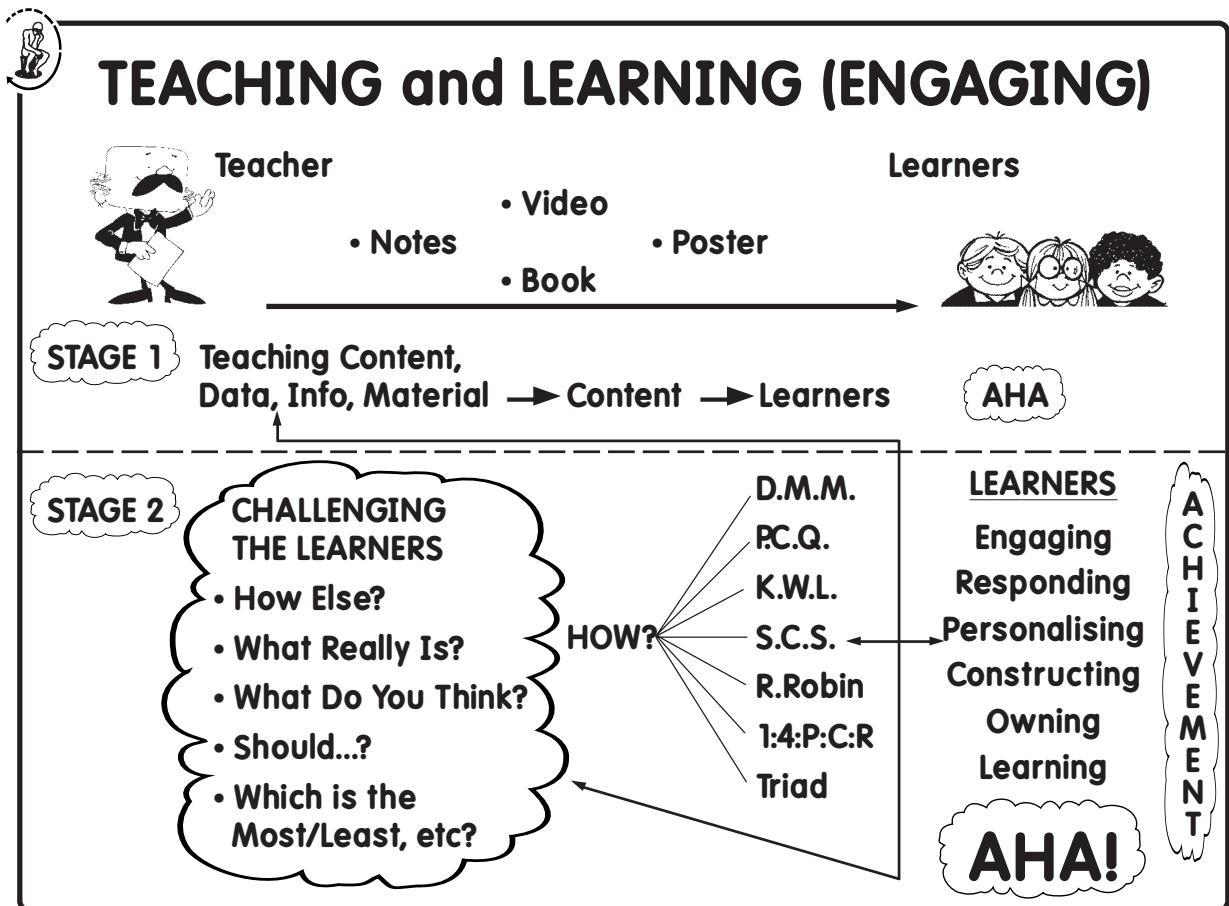 TEACHING and LEARNING (ENGAGING)
Teacher
Learners
• Video
• Notes
• Poster
• Book
STAGE 1
Teaching Content,
Data, Info, Material
Content
Learners
AHA
STAGE 2
CHALLENGING
THE LEARNERS
• How Else?
• What Really Is?
• What Do You Think?
• Should...?
• Which is the
Most/Least, etc?
HOW?
D.M.M.
P.C.Q.
K.W.L.
S.C.S.
R.Robin
1:4:P:C:R
Triad
LEARNERS
Engaging
Responding
Personalising
Constructing
Owning
Learning
AHA!
ACHIEVEMENT